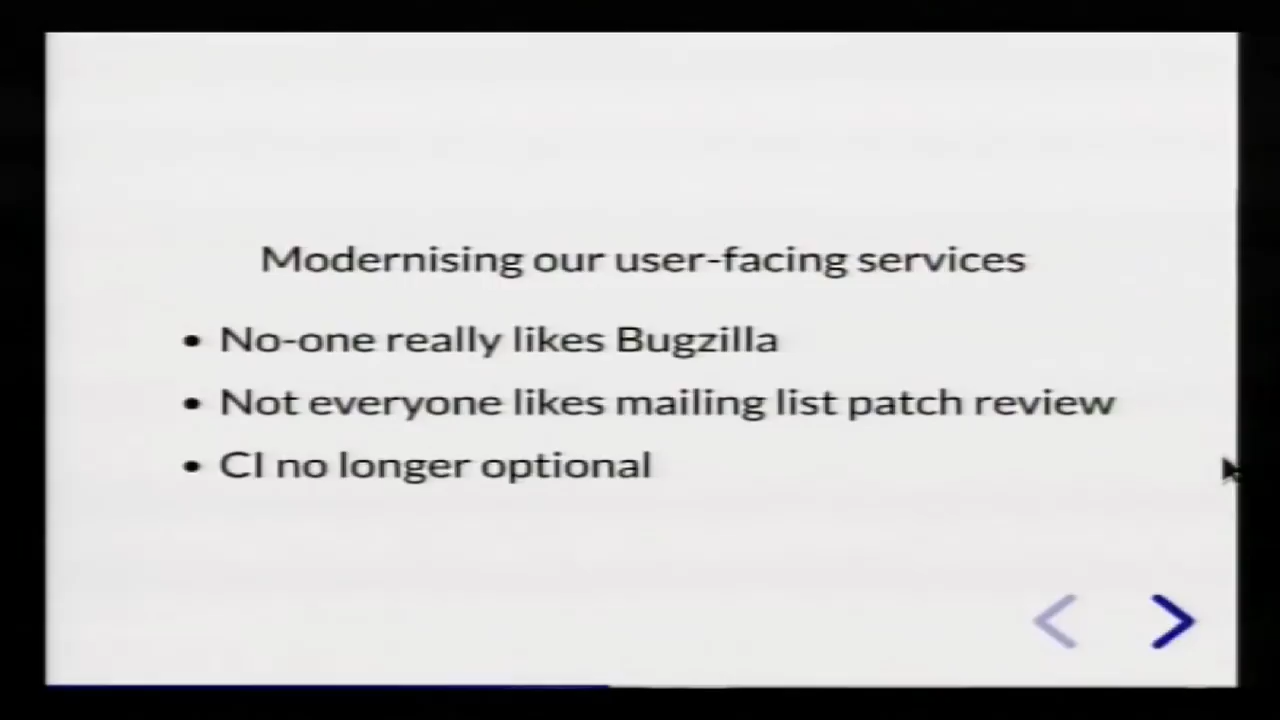 Modernising our user-facing services
• No-one really likes Bugzilla
• Not everyone likes mailing list patch review
• CI no longer optional